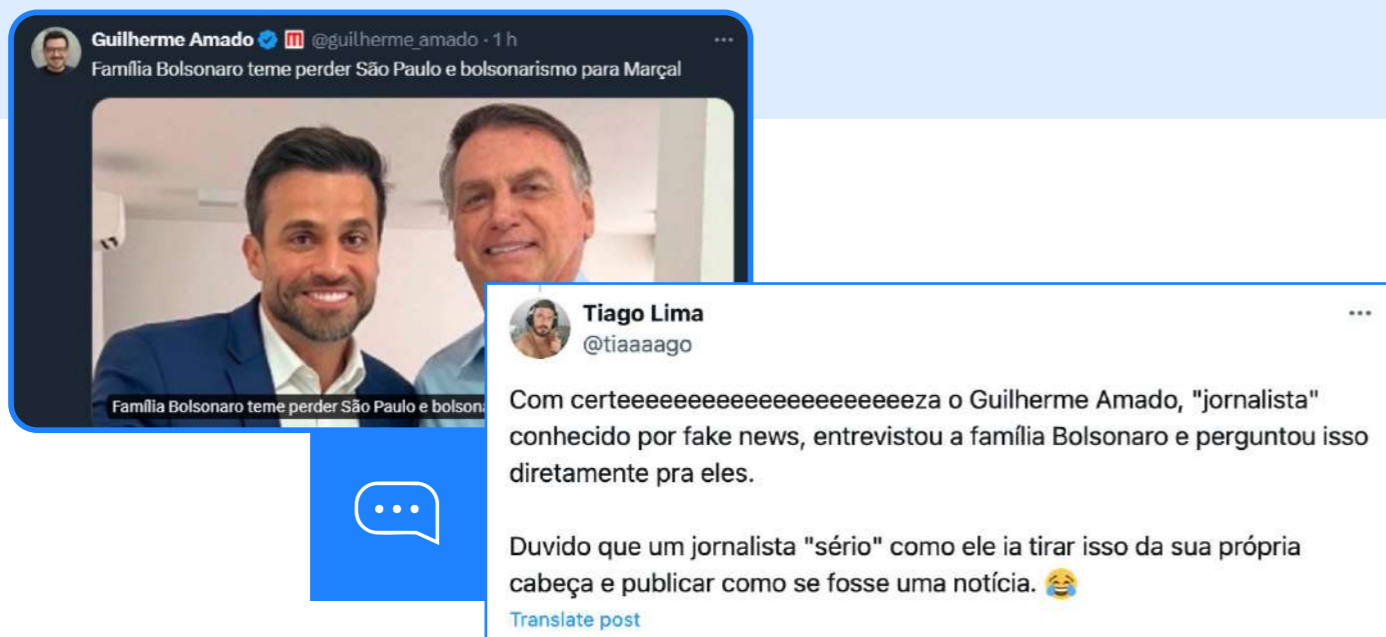 Guilherme Amado m @guilherme_amado · 1 h
Família Bolsonaro teme perder São Paulo e bolsonarismo para Marçal
Família Bolsonaro teme perder São Paulo e bolsona
Tiago Lima
@tiaaaago
Com certeeeeeeeeeeeeeeeeeeeeeeza o Guilherme Amado, "jornalista"
conhecido por fake news, entrevistou a família Bolsonaro e perguntou isso
diretamente pra eles.
Duvido que um jornalista "sério" como ele ia tirar isso da sua própria
cabeça e publicar como se fosse uma notícia. 😂
Translate post